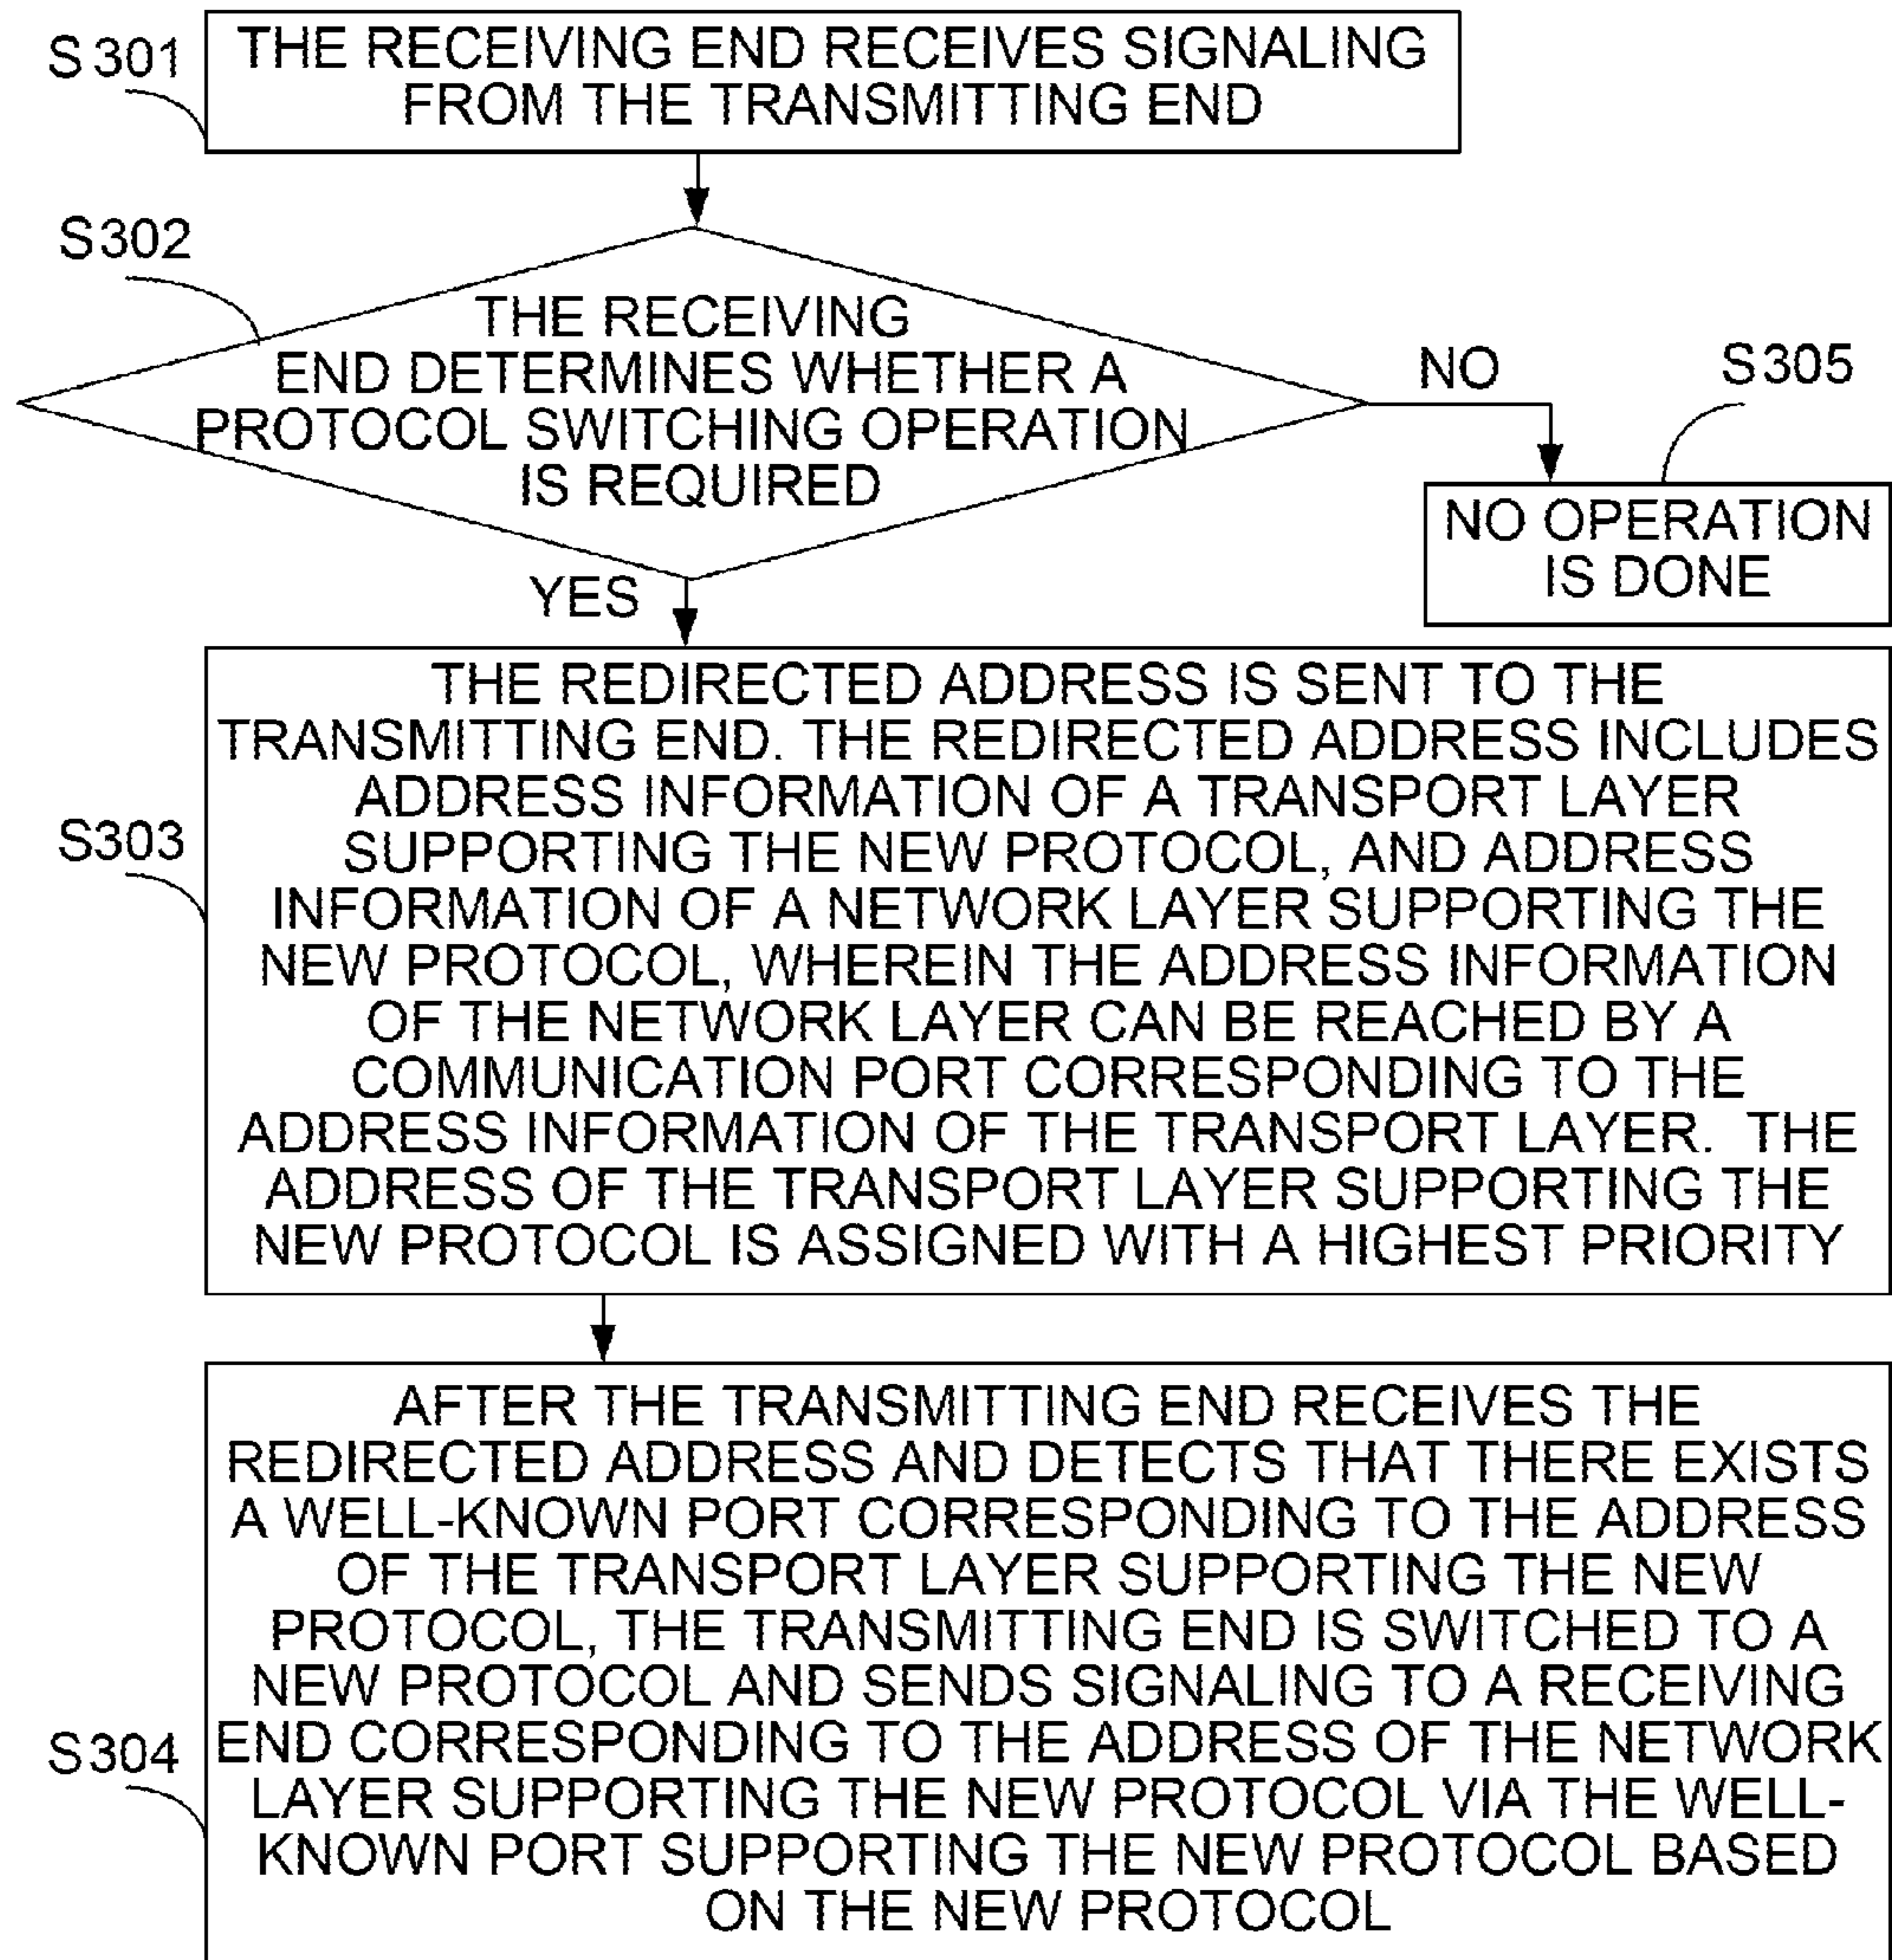 S301
THE RECEIVING END RECEIVES SIGNALING
FROM THE TRANSMITTING END
S302
THE RECEIVING
END DETERMINES WHETHER A
PROTOCOL SWITCHING OPERATION
IS REQUIRED
NO
S305
NO OPERATION
IS DONE
YES
S303
THE REDIRECTED ADDRESS IS SENT TO THE
TRANSMITTING END. THE REDIRECTED ADDRESS INCLUDES
ADDRESS INFORMATION OF A TRANSPORT LAYER
SUPPORTING THE NEW PROTOCOL, AND ADDRESS
INFORMATION OF A NETWORK LAYER SUPPORTING THE
NEW PROTOCOL, WHEREIN THE ADDRESS INFORMATION
OF THE NETWORK LAYER CAN BE REACHED BY A
COMMUNICATION PORT CORRESPONDING TO THE
ADDRESS INFORMATION OF THE TRANSPORT LAYER. THE
ADDRESS OF THE TRANSPORT LAYER SUPPORTING THE
NEW PROTOCOL IS ASSIGNED WITH A HIGHEST PRIORITY
S304
AFTER THE TRANSMITTING END RECEIVES THE
REDIRECTED ADDRESS AND DETECTS THAT THERE EXISTS
A WELL-KNOWN PORT CORRESPONDING TO THE ADDRESS
OF THE TRANSPORT LAYER SUPPORTING THE NEW
PROTOCOL, THE TRANSMITTING END IS SWITCHED TO A
NEW PROTOCOL AND SENDS SIGNALING TO A RECEIVING
END CORRESPONDING TO THE ADDRESS OF THE NETWORK
LAYER SUPPORTING THE NEW PROTOCOL VIA THE WELL-
KNOWN PORT SUPPORTING THE NEW PROTOCOL BASED
ON THE NEW PROTOCOL